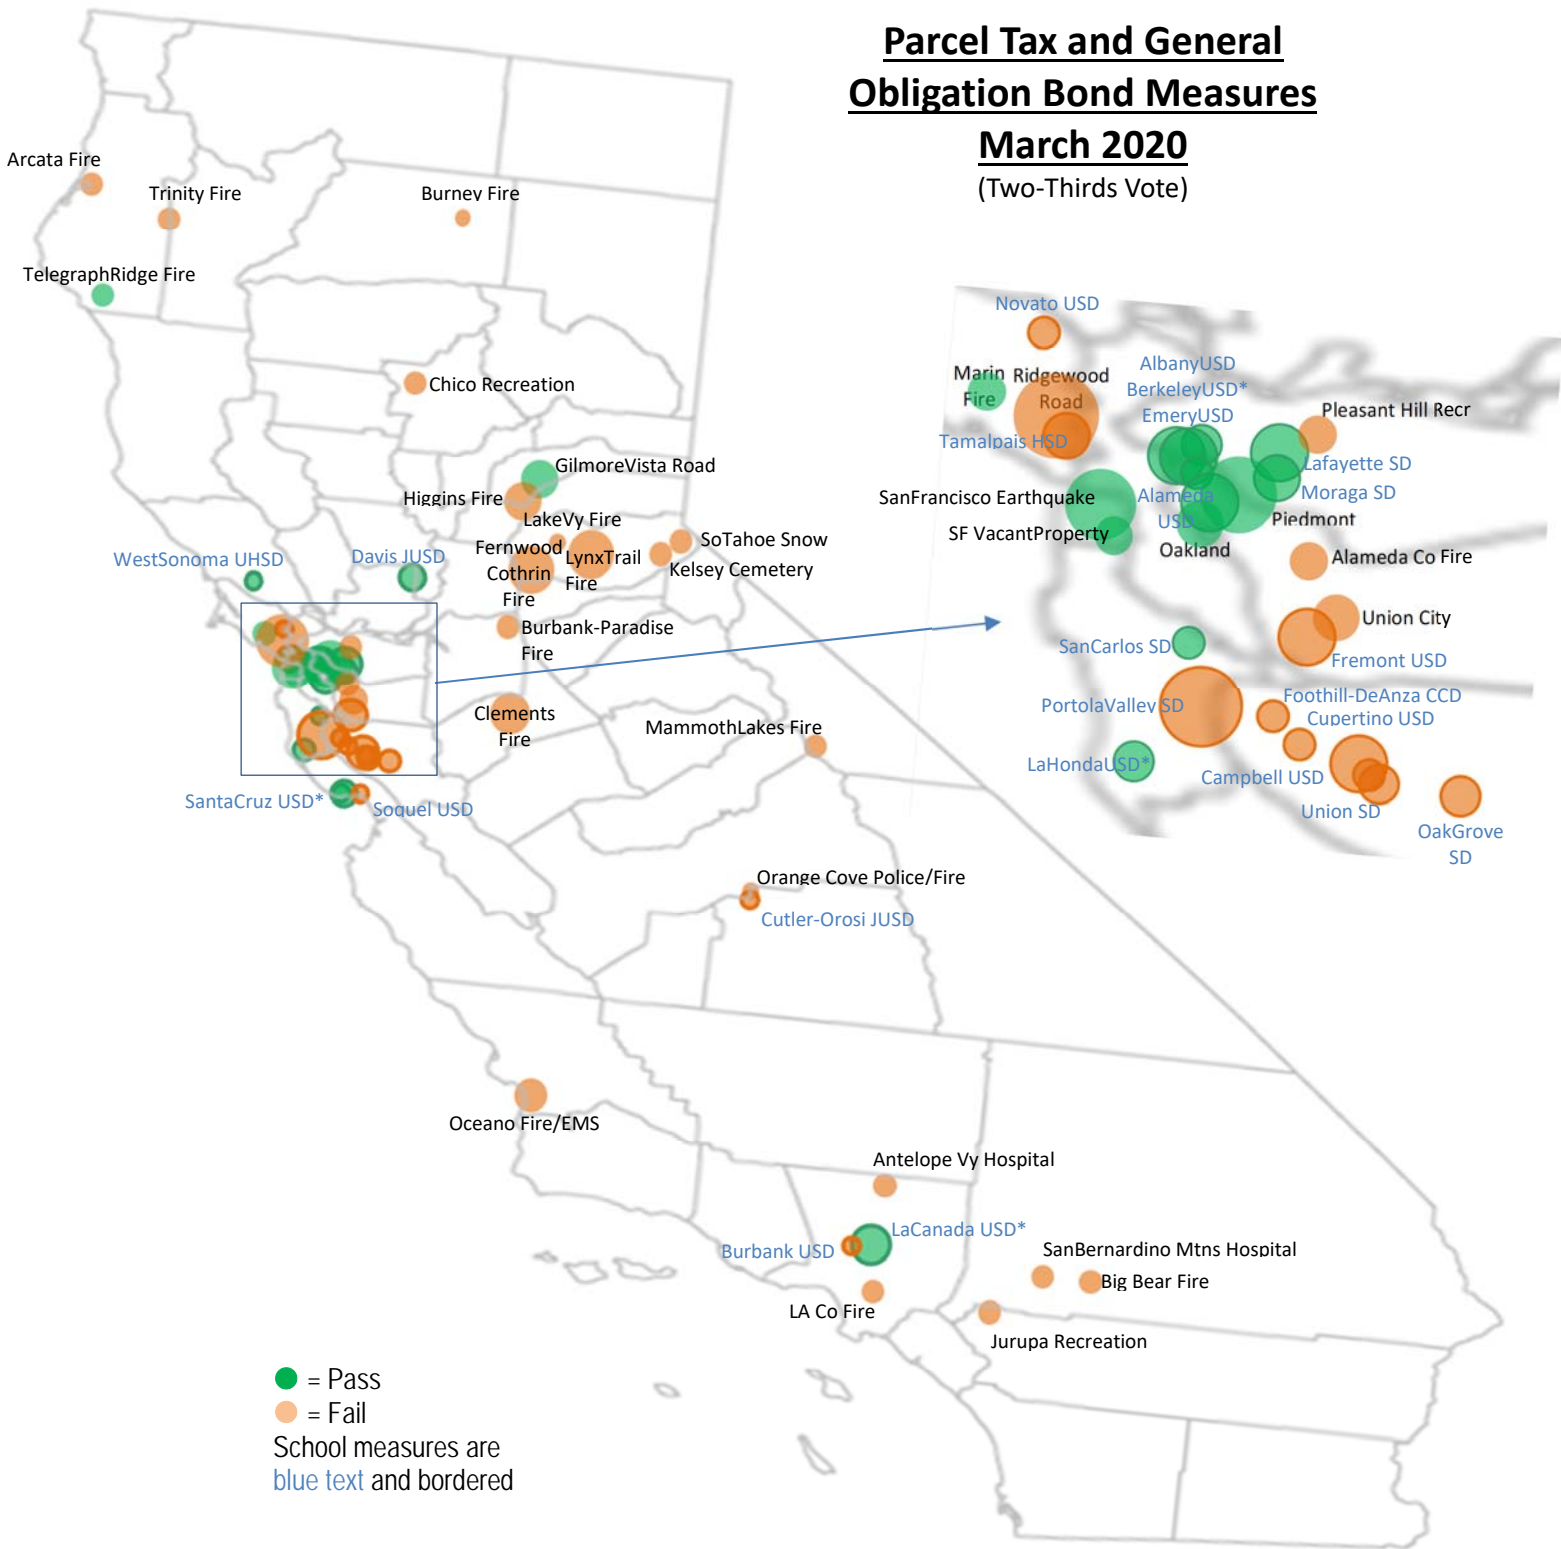 Parcel Tax and General
Obligation Bond Measures
March 2020
(Two-Thirds Vote)
Arcata Fire
Trinity Fire
Burney Fire
TelegraphRidge Fire
Chico Recreation
GilmoreVista Road
Higgins Fire
LakeVy Fire
Fernwood
Cothrin
Fire
LynxTrail
Fire
SoTahoe Snow
Kelsey Cemetery
WestSonoma UHSD
Davis JUSD
Burbank-Paradise
Fire
Clements
Fire
MammothLakes Fire
SantaCruz USD*
Soquel USD
Orange Cove Police/Fire
Cutler-Orosi JUSD
Oceano Fire/EMS
Antelope Vy Hospital
LaCanada USD*
Burbank USD
SanBernardino Mtns Hospital
Big Bear Fire
LA Co Fire
Jurupa Recreation
Novato USD
Marin
Fire
Ridgewood
Road
Tamalpais HSD
AlbanyUSD
BerkeleyUSD*
EmeryUSD
Pleasant Hill Recr
Lafayette SD
Moraga SD
SanFrancisco Earthquake
Alameda
USD
Piedmont
SF VacantProperty
Oakland
Alameda Co Fire
Union City
SanCarlos SD
Fremont USD
PortolaValley SD
Foothill-DeAnza CCD
Cupertino USD
LaHondaUSD*
Campbell USD
Union SD
OakGrove
SD
= Pass
= Fail
School measures are
blue text and bordered